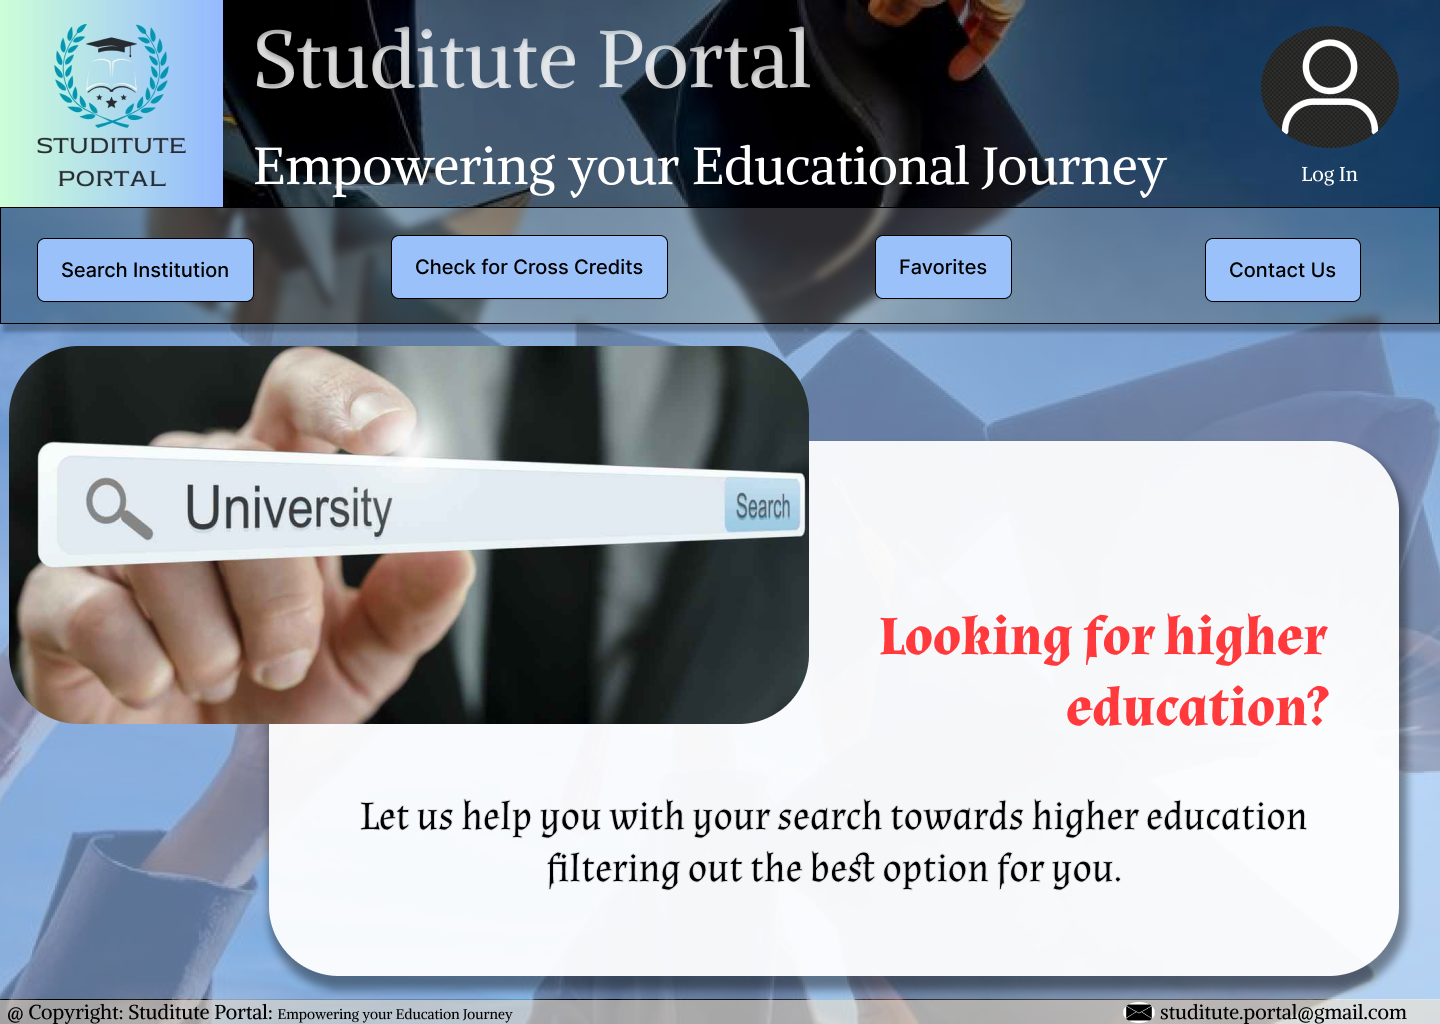 STUDITUTE
PORTAL
Studitute Portal
Empowering your Educational Journey
Log In
Search Institution
Check for Cross Credits
Favorites
Contact Us
University
Search
Looking for higher
education?
Let us help you with your search towards higher education
filtering out the best option for you.
@ Copyright: Studitute Portal: Empowering your Education Journey
studitute.portal@gmail.com